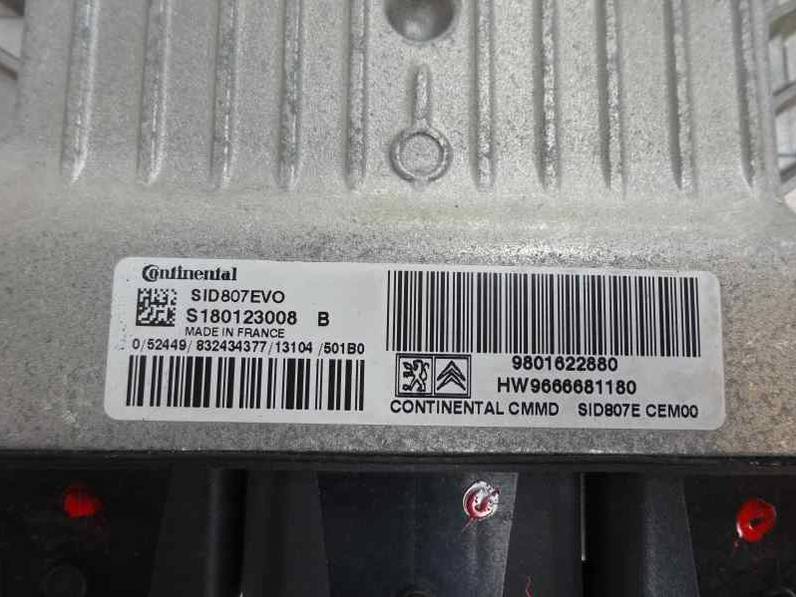 Continental
SID807EVO
S180123008 B
MADE IN FRANCE
0/52449/832434377/13104/501B0
9801622880
HW9666681180
CONTINENTAL CMMD SID807E CEM00